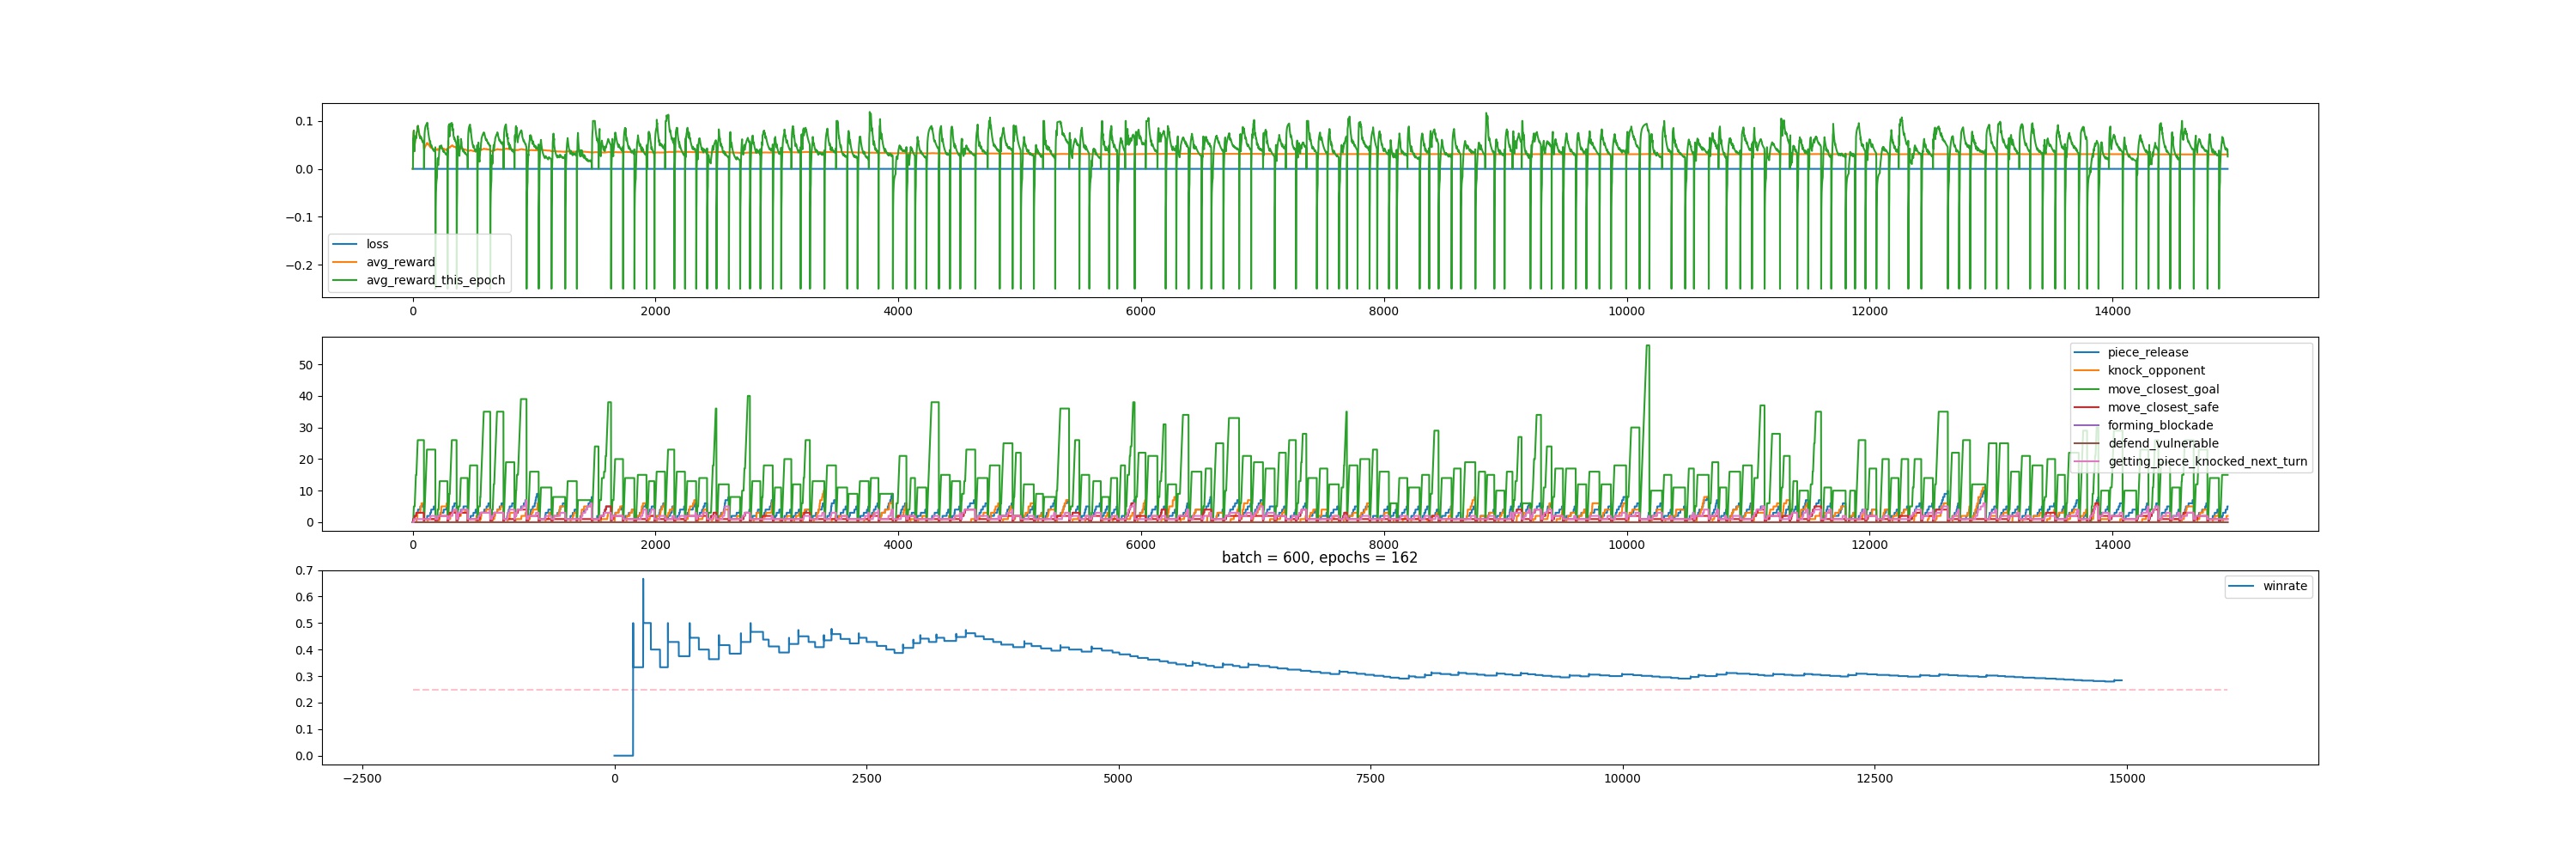 0.1
0.0
−0.1
−0.2
loss
avg_reward
avg_reward_this_epoch
0 2000 4000 6000 8000 10000 12000 14000
50
40
30
20
10
0
piece_release
knock_opponent
move_closest_goal
move_closest_safe
forming_blockade
defend_vulnerable
getting_piece_knocked_next_turn
0 2000 4000 6000 8000 10000 12000 14000
batch = 600, epochs = 162
0.7
0.6
0.5
0.4
0.3
0.2
0.1
0.0
winrate
−2500 0 2500 5000 7500 10000 12500 15000